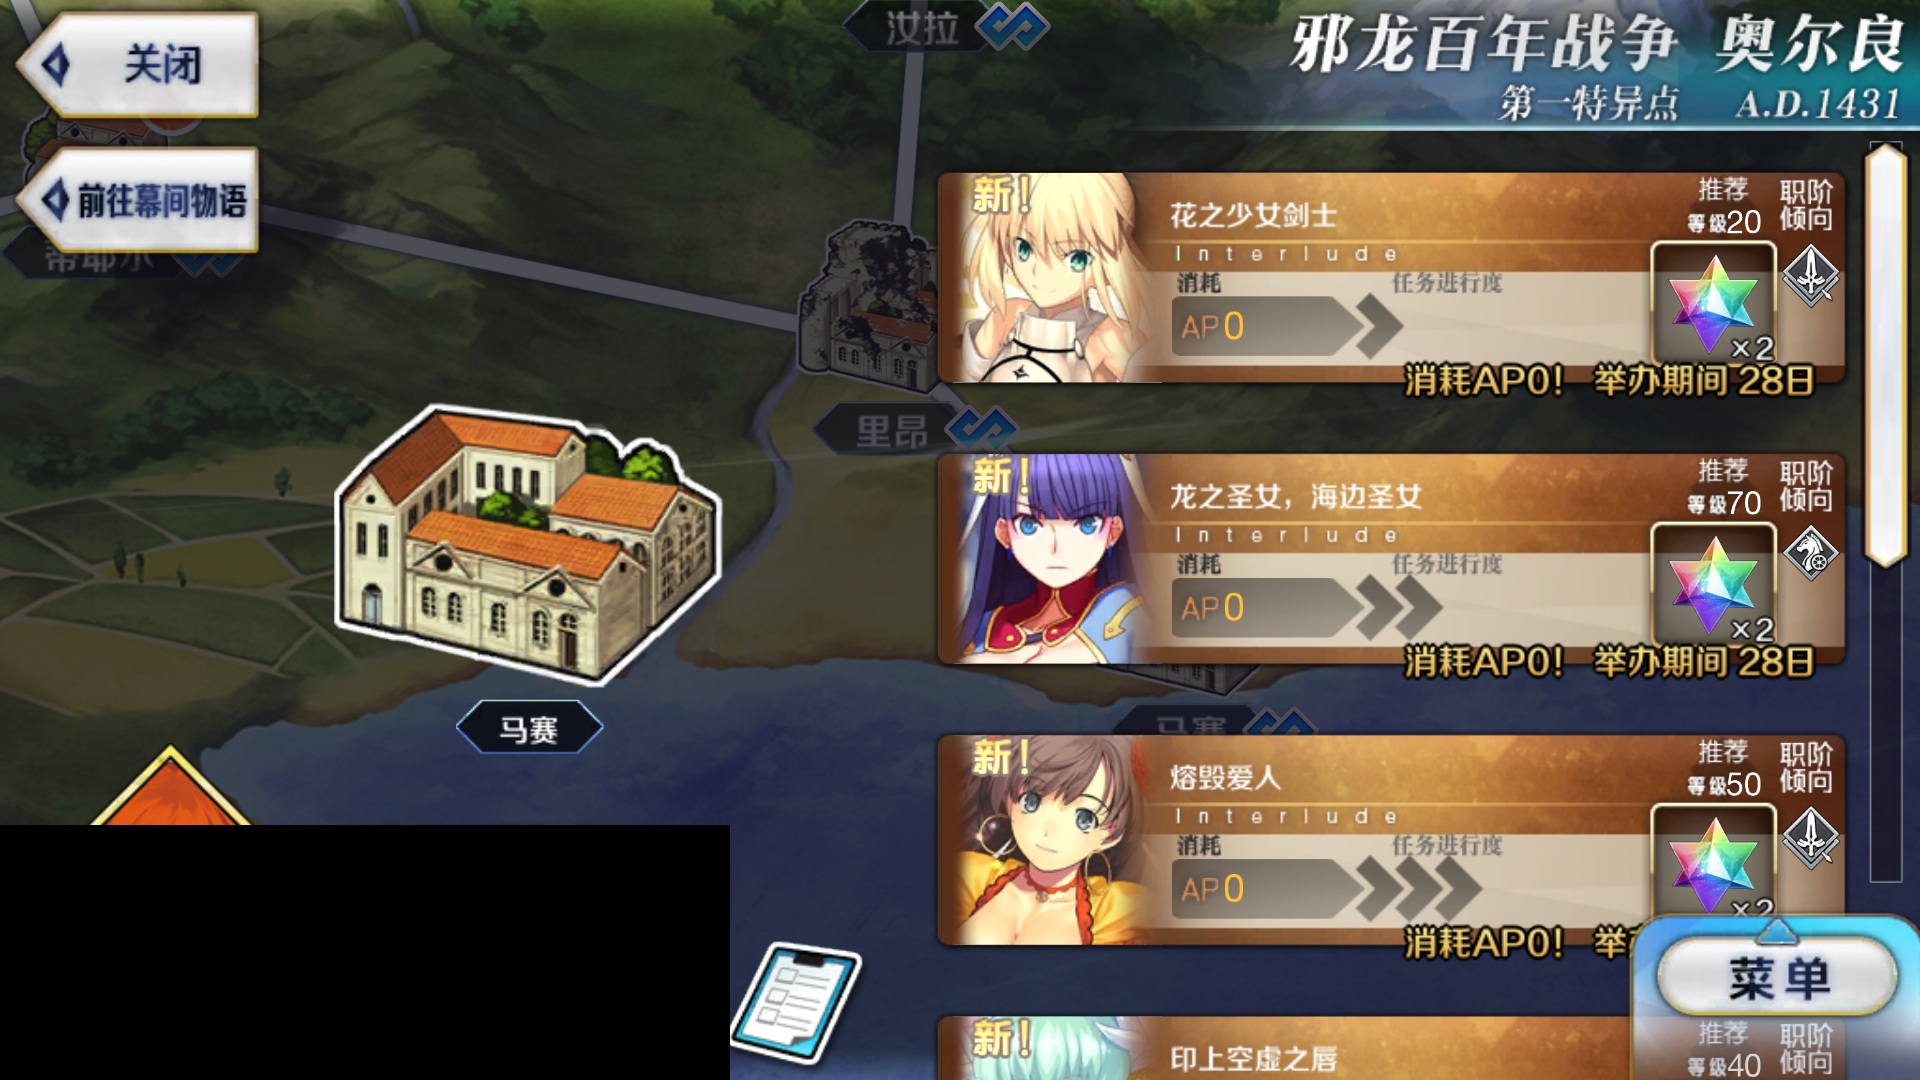 关闭
前往幕间物语
蒂耶尔
汝拉
里昂
马赛
马赛
邪龙百年战争 奥尔良
第一特异点 A.D.1431
新!
花之少女剑士
Interlude
推荐
等级20
职阶
倾向
消耗
任务进行度
AP0
×2
消耗AP0! 举办期间 28日
新!
龙之圣女，海边圣女
Interlude
推荐
等级70
职阶
倾向
消耗
任务进行度
AP0
×2
消耗AP0! 举办期间 28日
新!
熔毁爱人
Interlude
推荐
等级50
职阶
倾向
消耗
任务进行度
AP0
×2
消耗AP0! 举
菜单
新!
印上空虚之唇
推荐
等级40
职阶
倾向